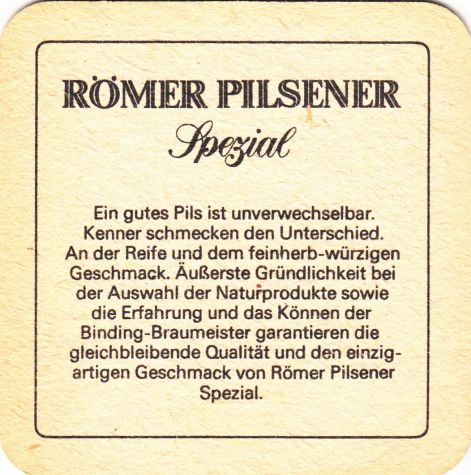 RÖMER PILSENER
Spezial
Ein gutes Pils ist unverwechselbar.
Kenner schmecken den Unterschied.
An der Reife und dem feinherb-würzigen
Geschmack. Äußerste Gründlichkeit bei
der Auswahl der Naturprodukte sowie
die Erfahrung und das Können der
Binding-Braumeister garantieren die
gleichbleibende Qualität und den einzig-
artigen Geschmack von Römer Pilsener
Spezial.